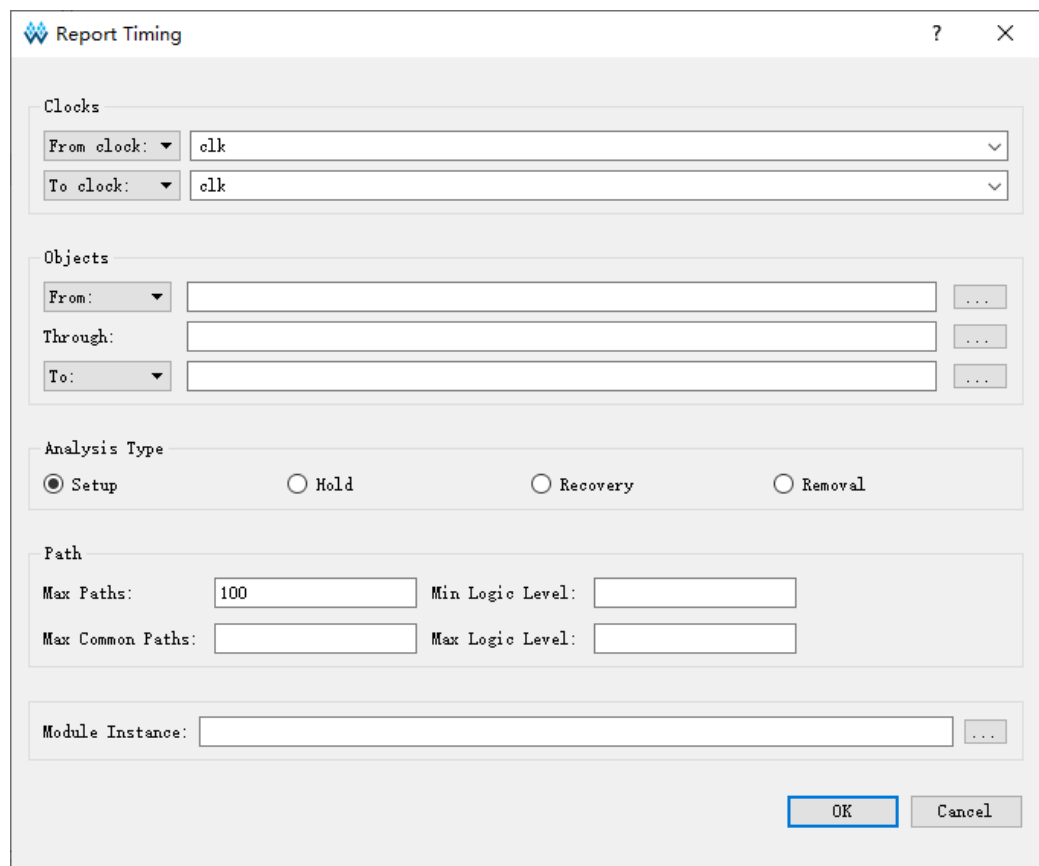 Report Timing ?
Clocks
From clock: clk
To clock: clk
Objects
From: ...
Through: ...
To: ...
Analysis Type
Setup Hold Recovery Removal
Path
Max Paths: 100 Min Logic Level:
Max Common Paths: Max Logic Level:
Module Instance: ...
OK Cancel